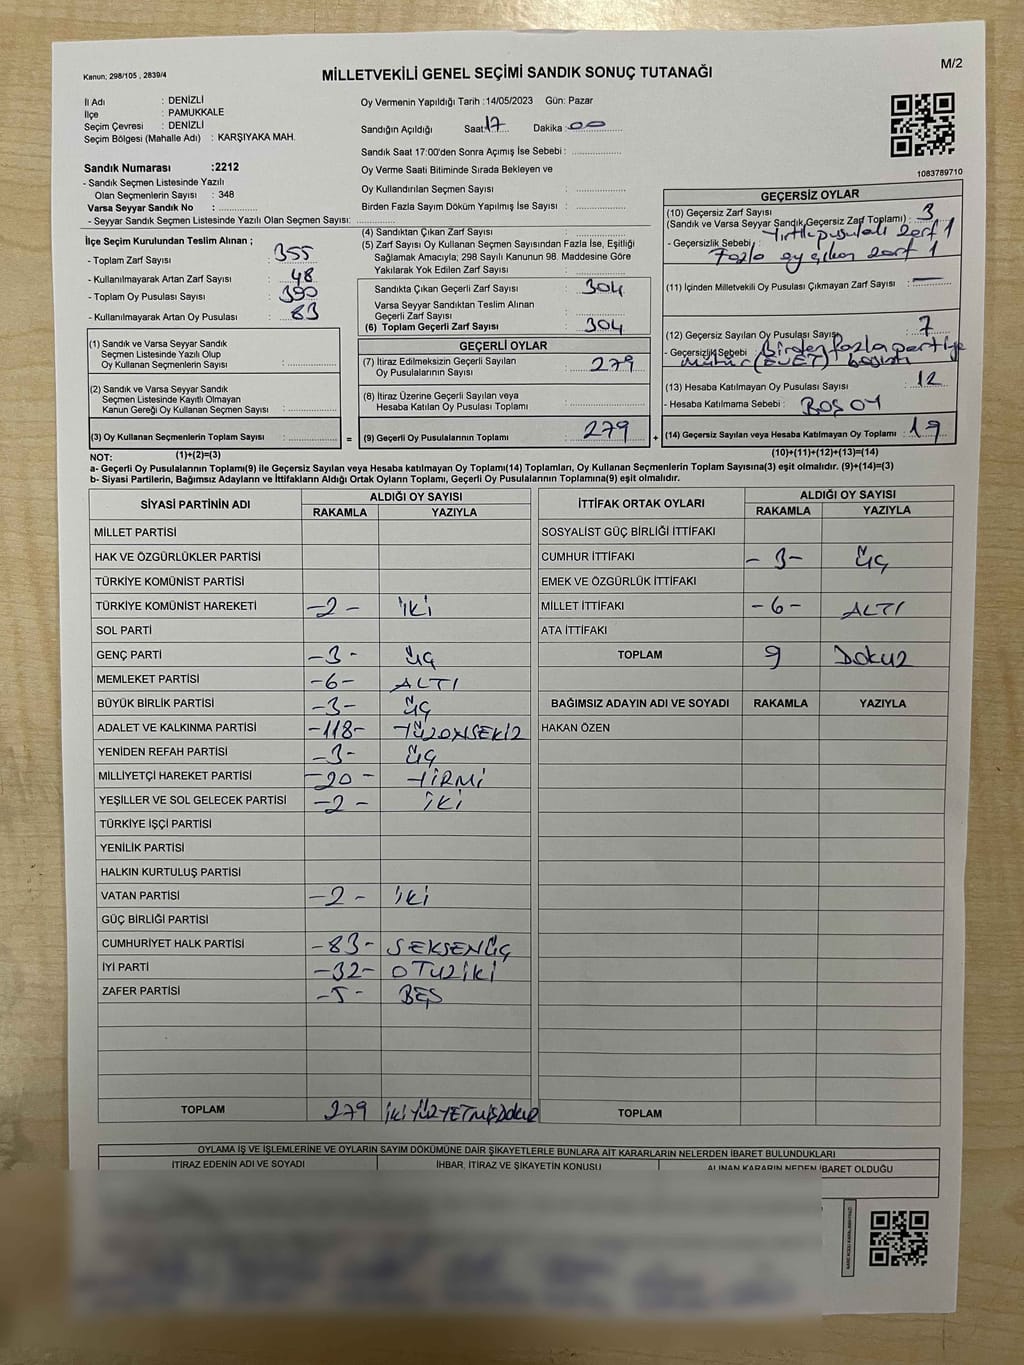 Kanun; 298/105 , 2839/4
MİLLETVEKİLİ GENEL SEÇİMİ SANDIK SONUÇ TUTANAĞI
M/2
İl Adı : DENİZLİ
İlçe : PAMUKKALE
Seçim Çevresi : DENİZLİ
Seçim Bölgesi (Mahalle Adı) : KARŞIYAKA MAH.
Sandık Numarası :2212
- Sandık Seçmen Listesinde Yazılı
Olan Seçmenlerin Sayısı : 348
Varsa Seyyar Sandık No :
- Seyyar Sandık Seçmen Listesinde Yazılı Olan Seçmen Sayısı:
Oy Vermenin Yapıldığı Tarih :14/05/2023 Gün: Pazar
Sandığın Açıldığı Saat 17 Dakika 00
Sandık Saat 17:00'den Sonra Açımış İse Sebebi :
Oy Verme Saati Bitiminde Sırada Bekleyen ve
Oy Kullandırılan Seçmen Sayısı :
Birden Fazla Sayım Döküm Yapılmış İse Sayısı :
1083789710
İlçe Seçim Kurulundan Teslim Alınan ;
- Toplam Zarf Sayısı : 355
- Kullanılmayarak Artan Zarf Sayısı : 48
- Toplam Oy Pusulası Sayısı : 390
- Kullanılmayarak Artan Oy Pusulası : 83
(1) Sandık ve Varsa Seyyar Sandık
Seçmen Listesinde Yazılı Olup
Oy Kullanan Seçmenlerin Sayısı :
(2) Sandık ve Varsa Seyyar Sandık
Seçmen Listesinde Kayıtlı Olmayan
Kanun Gereği Oy Kullanan Seçmen Sayısı :
(3) Oy Kullanan Seçmenlerin Toplam Sayısı :
(1)+(2)=(3)
(4) Sandıktan Çıkan Zarf Sayısı :
(5) Zarf Sayısı Oy Kullanan Seçmen Sayısından Fazla İse, Eşitliği
Sağlamak Amacıyla; 298 Sayılı Kanunun 98. Maddesine Göre
Yakılarak Yok Edilen Zarf Sayısı :
Sandıkta Çıkan Geçerli Zarf Sayısı : 304
Varsa Seyyar Sandıktan Teslim Alınan
Geçerli Zarf Sayısı :
(6) Toplam Geçerli Zarf Sayısı : 304
GEÇERLİ OYLAR
(7) İtiraz Edilmeksizin Geçerli Sayılan
Oy Pusulalarının Sayısı : 279
(8) İtiraz Üzerine Geçerli Sayılan veya
Hesaba Katılan Oy Pusulası Toplamı :
= (9) Geçerli Oy Pusulalarının Toplamı : 279 +
GEÇERSİZ OYLAR
(10) Geçersiz Zarf Sayısı
(Sandık ve Varsa Seyyar Sandık Geçersiz Zarf Toplamı) : 3
- Geçersizlik Sebebi : Yırtık pusulalı zarf 1
Fazla oy çıkan zarf 1
(11) İçinden Milletvekili Oy Pusulası Çıkmayan Zarf Sayısı : —
(12) Geçersiz Sayılan Oy Pusulası Sayısı : 7
- Geçersizlik Sebebi : Birden fazla partiye
mühür (EVET) basıldı
(13) Hesaba Katılmayan Oy Pusulası Sayısı : 12
- Hesaba Katılmama Sebebi : BOŞ OY
(14) Geçersiz Sayılan veya Hesaba Katılmayan Oy Toplamı : 19
(10)+(11)+(12)+(13)=(14)
NOT:
a- Geçerli Oy Pusulalarının Toplamı(9) ile Geçersiz Sayılan veya Hesaba katılmayan Oy Toplamı(14) Toplamları, Oy Kullanan Seçmenlerin Toplam Sayısına(3) eşit olmalıdır. (9)+(14)=(3)
b- Siyasi Partilerin, Bağımsız Adayların ve İttifakların Aldığı Ortak Oyların Toplamı, Geçerli Oy Pusulalarının Toplamına(9) eşit olmalıdır.
SİYASİ PARTİNİN ADI ALDIĞI OY SAYISI
RAKAMLA YAZIYLA
MİLLET PARTİSİ
HAK VE ÖZGÜRLÜKLER PARTİSİ
TÜRKİYE KOMÜNİST PARTİSİ
TÜRKİYE KOMÜNİST HAREKETİ -2- İKİ
SOL PARTİ
GENÇ PARTİ -3- ÜÇ
MEMLEKET PARTİSİ -6- ALTI
BÜYÜK BİRLİK PARTİSİ -3- ÜÇ
ADALET VE KALKINMA PARTİSİ -118- YÜZONSEKİZ
YENİDEN REFAH PARTİSİ -3- ÜÇ
MİLLİYETÇİ HAREKET PARTİSİ -20- YİRMİ
YEŞİLLER VE SOL GELECEK PARTİSİ -2- İKİ
TÜRKİYE İŞÇİ PARTİSİ
YENİLİK PARTİSİ
HALKIN KURTULUŞ PARTİSİ
VATAN PARTİSİ -2- İKİ
GÜÇ BİRLİĞİ PARTİSİ
CUMHURİYET HALK PARTİSİ -83- SEKSENÜÇ
İYİ PARTİ -32- OTUZİKİ
ZAFER PARTİSİ -5- BEŞ
TOPLAM 279 İKİYÜZYETMİŞDOKUZ
İTTİFAK ORTAK OYLARI ALDIĞI OY SAYISI
RAKAMLA YAZIYLA
SOSYALİST GÜÇ BİRLİĞİ İTTİFAKI
CUMHUR İTTİFAKI -3- ÜÇ
EMEK VE ÖZGÜRLÜK İTTİFAKI
MİLLET İTTİFAKI -6- ALTI
ATA İTTİFAKI
TOPLAM 9 DOKUZ
BAĞIMSIZ ADAYIN ADI VE SOYADI RAKAMLA YAZIYLA
HAKAN ÖZEN
TOPLAM
OYLAMA İŞ VE İŞLEMLERİNE VE OYLARIN SAYIM DÖKÜMÜNE DAİR ŞİKAYETLERLE BUNLARA AİT KARARLARIN NELERDEN İBARET BULUNDUKLARI
İTİRAZ EDENİN ADI VE SOYADI İHBAR, İTİRAZ VE ŞİKAYETİN KONUSU ALINAN KARARIN NEDEN İBARET OLDUĞU